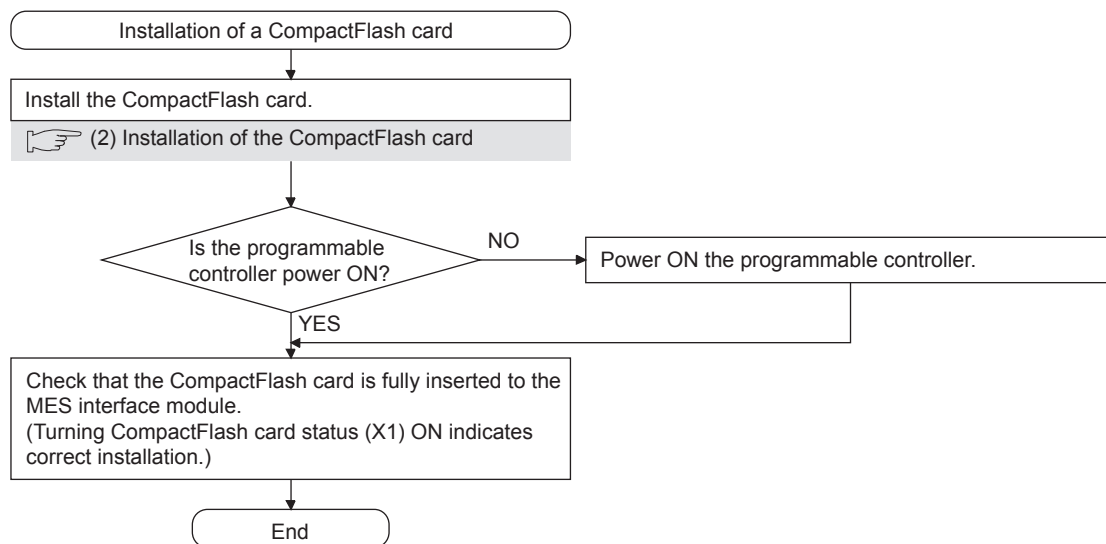 Installation of a CompactFlash card
Install the CompactFlash card.
(2) Installation of the CompactFlash card
Is the programmable
controller power ON?
NO
Power ON the programmable controller.
YES
Check that the CompactFlash card is fully inserted to the
MES interface module.
(Turning CompactFlash card status (X1) ON indicates
correct installation.)
End